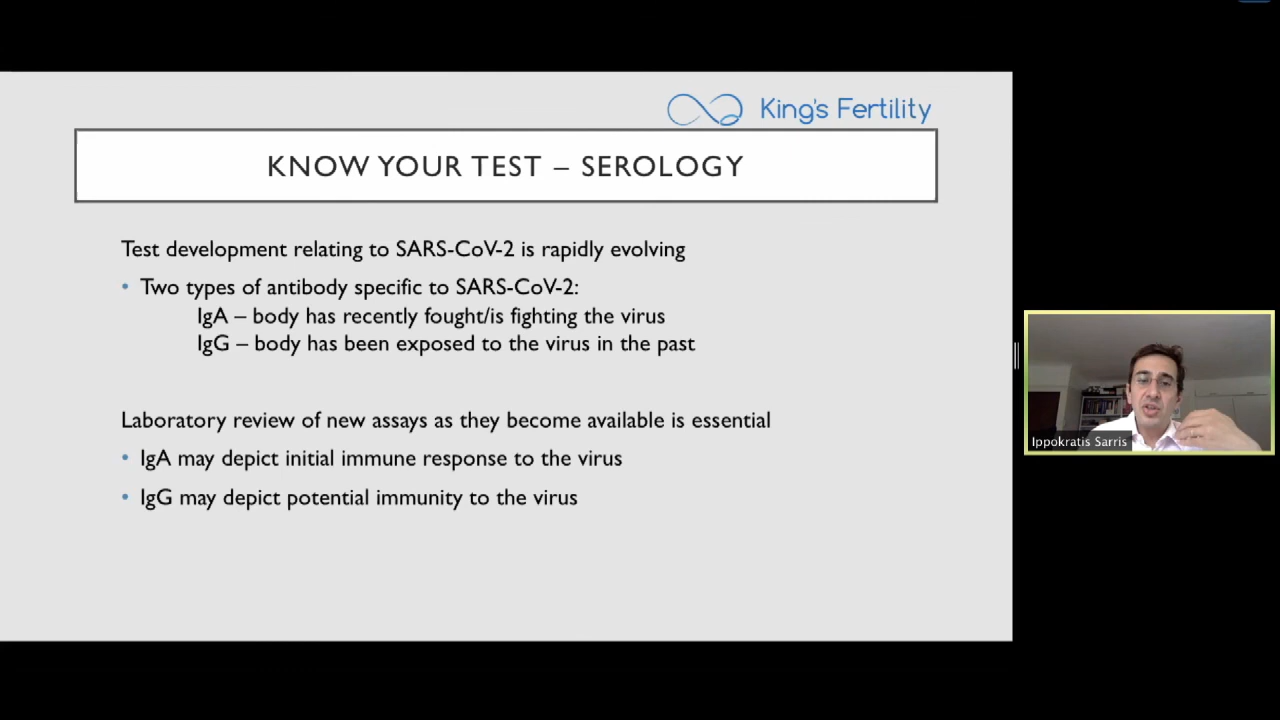 King's Fertility
KNOW YOUR TEST – SEROLOGY
Test development relating to SARS-CoV-2 is rapidly evolving
• Two types of antibody specific to SARS-CoV-2:
IgA – body has recently fought/is fighting the virus
IgG – body has been exposed to the virus in the past
Laboratory review of new assays as they become available is essential
• IgA may depict initial immune response to the virus
• IgG may depict potential immunity to the virus
Ippokratis Sarris